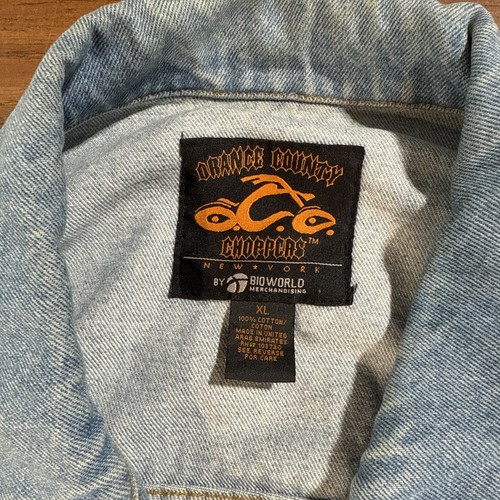 ORANGE COUNTY
O.C.C.
CHOPPERS™
NEW ★ YORK
BY BIOWORLD
MERCHANDISING
XL
100% COTTON/
COTON
MADE IN UNITED
ARAB EMIRATES
RN# 103760
SEE REVERSE
FOR CARE